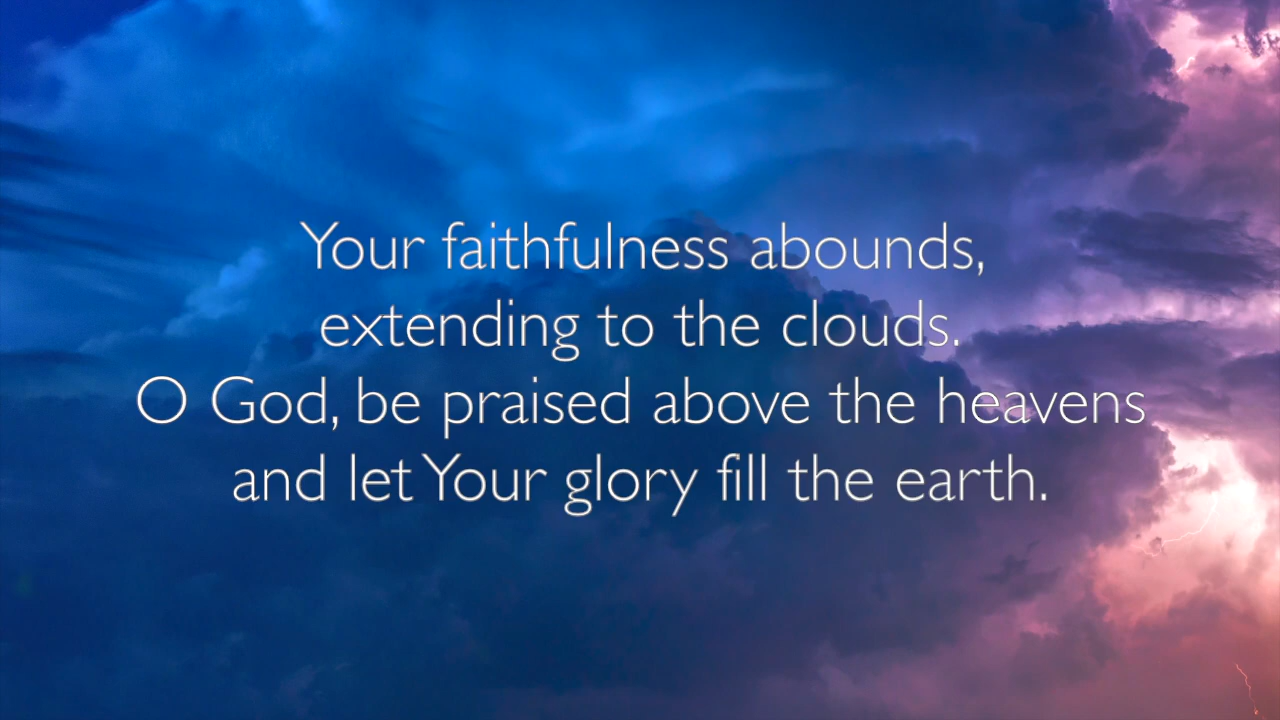 Your faithfulness abounds,
extending to the clouds.
O God, be praised above the heavens
and let Your glory fill the earth.